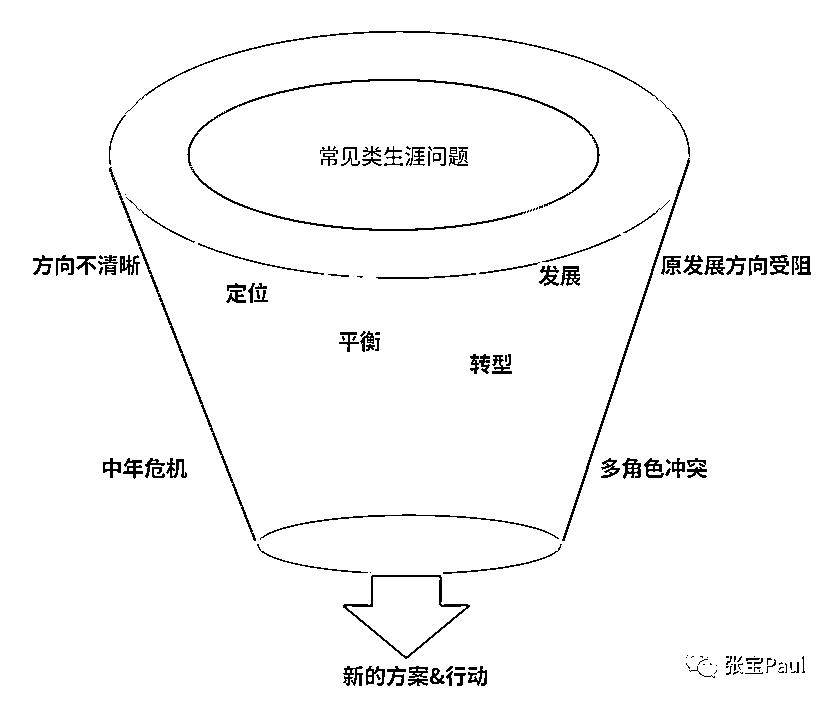 常见类生涯问题
方向不清晰
原发展方向受阻
发展
定位
平衡
转型
中年危机
多角色冲突
新的方案&行动
张宝Paul